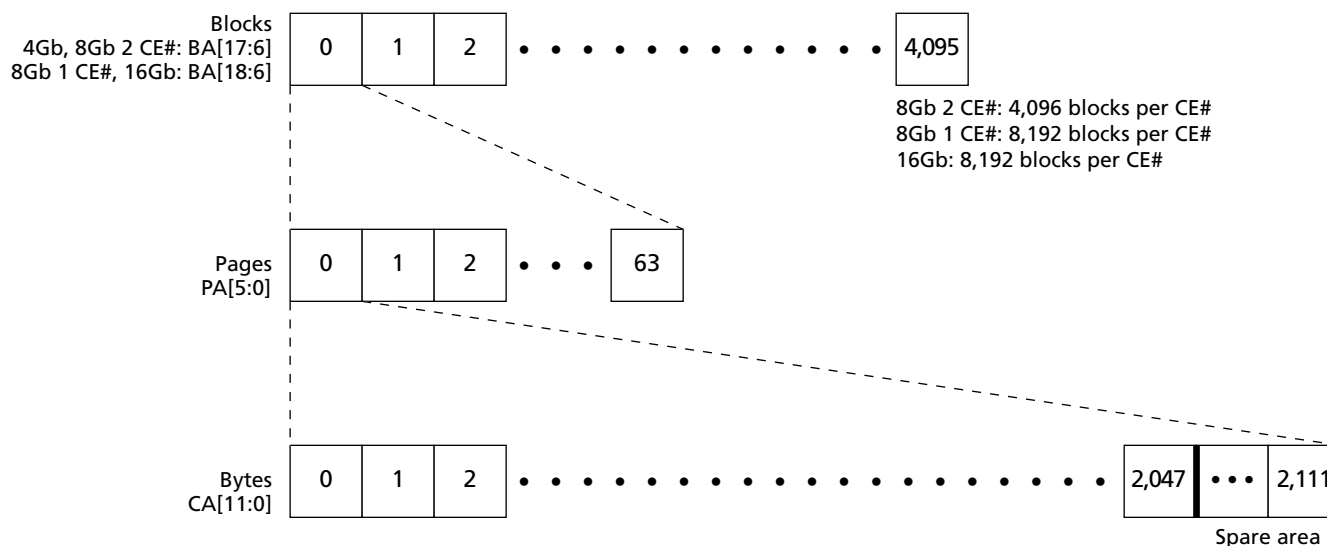 Blocks
4Gb, 8Gb 2 CE#: BA[17:6]
8Gb 1 CE#, 16Gb: BA[18:6]
0 1 2 4,095
8Gb 2 CE#: 4,096 blocks per CE#
8Gb 1 CE#: 8,192 blocks per CE#
16Gb: 8,192 blocks per CE#
Pages
PA[5:0]
0 1 2 • • • 63
Bytes
CA[11:0]
0 1 2 2,047 • • • 2,111
Spare area